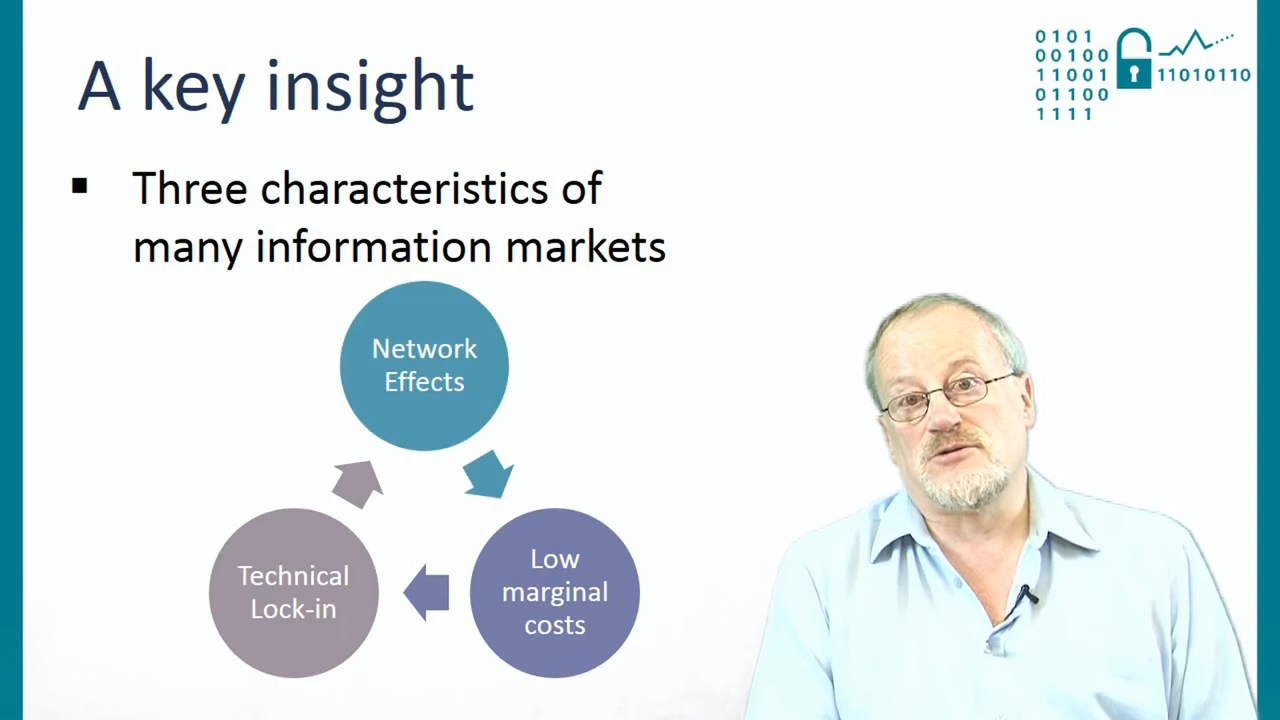 A key insight
0101
00100
11001
11010110
01100
1111
▪ Three characteristics of
many information markets
Network
Effects
Low
marginal
costs
Technical
Lock-in